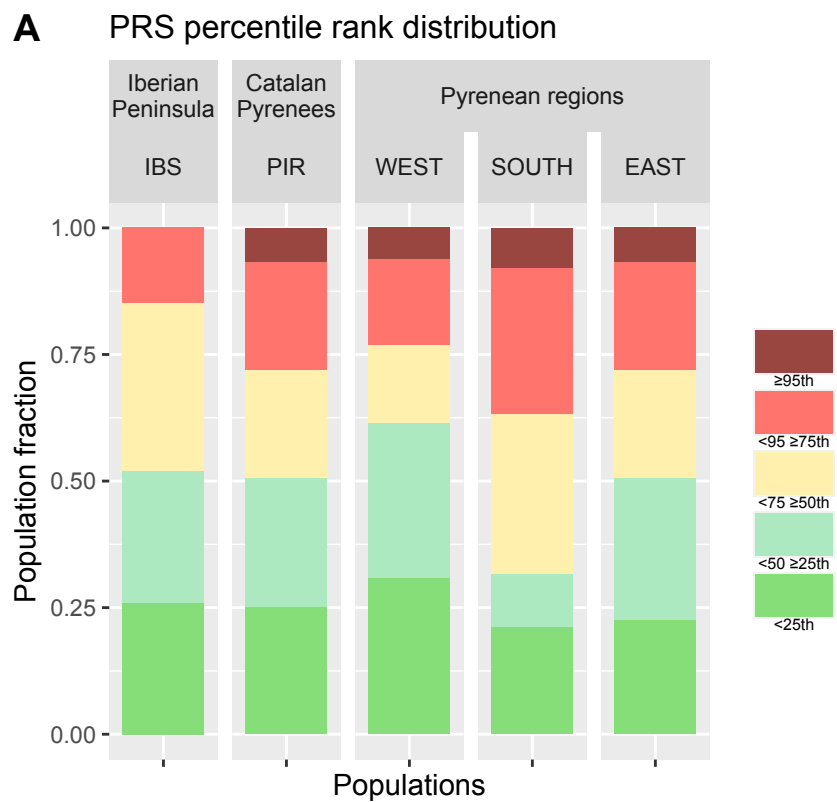 A PRS percentile rank distribution
Iberian Peninsula
Catalan Pyrenees
Pyrenean regions
IBS
PIR
WEST
SOUTH
EAST
Population fraction
1.00
0.75
0.50
0.25
0.00
Populations
≥95th
<95 ≥75th
<75 ≥50th
<50 ≥25th
<25th